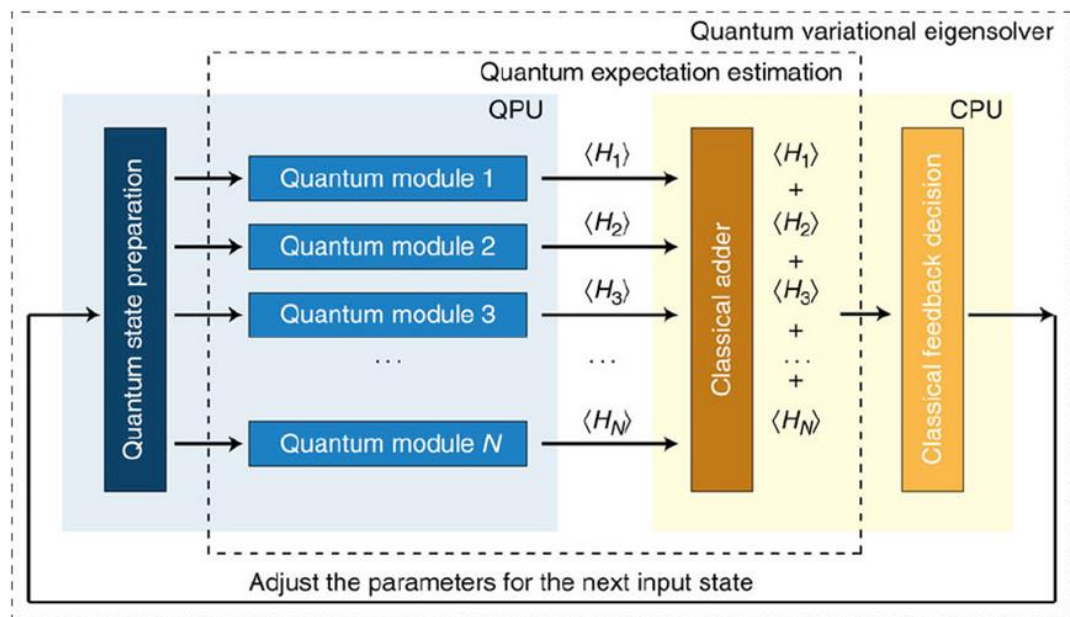 Quantum variational eigensolver
Quantum expectation estimation
QPU
CPU
Quantum state preparation
Quantum module 1
Quantum module 2
Quantum module 3
...
Quantum module N
⟨H₁⟩
⟨H₂⟩
⟨H₃⟩
...
⟨H_N⟩
Classical adder
⟨H₁⟩
+
⟨H₂⟩
+
⟨H₃⟩
+
...
+
⟨H_N⟩
Classical feedback decision
Adjust the parameters for the next input state